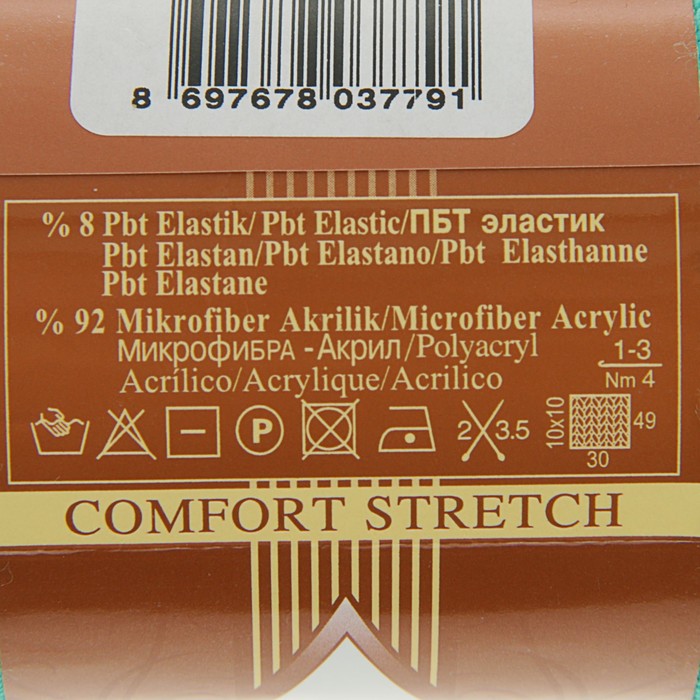 8 697678 037791
% 8 Pbt Elastik/ Pbt Elastic/ПБТ эластик
Pbt Elastan/Pbt Elastano/Pbt Elasthanne
Pbt Elastane
% 92 Mikrofiber Akrilik/Microfiber Acrylic
МИКРОФИБРА -АКРИЛ/Polyacryl
Acrílico/Acrylique/Acrilico
1-3
Nm 4
P
2 3.5
10x10
49
30
COMFORT STRETCH